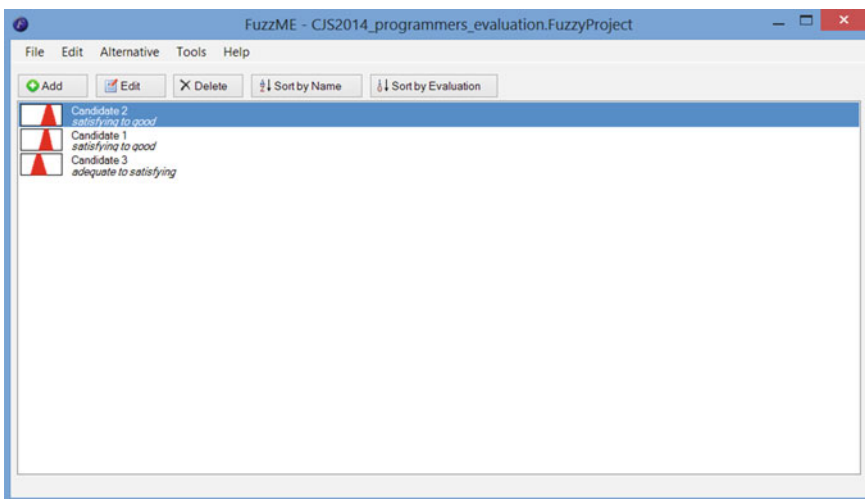 FuzzME - CJS2014_programmers_evaluation.FuzzyProject
File Edit Alternative Tools Help
Add Edit Delete Sort by Name Sort by Evaluation
Candidate 2
satisfying to good
Candidate 1
satisfying to good
Candidate 3
adequate to satisfying